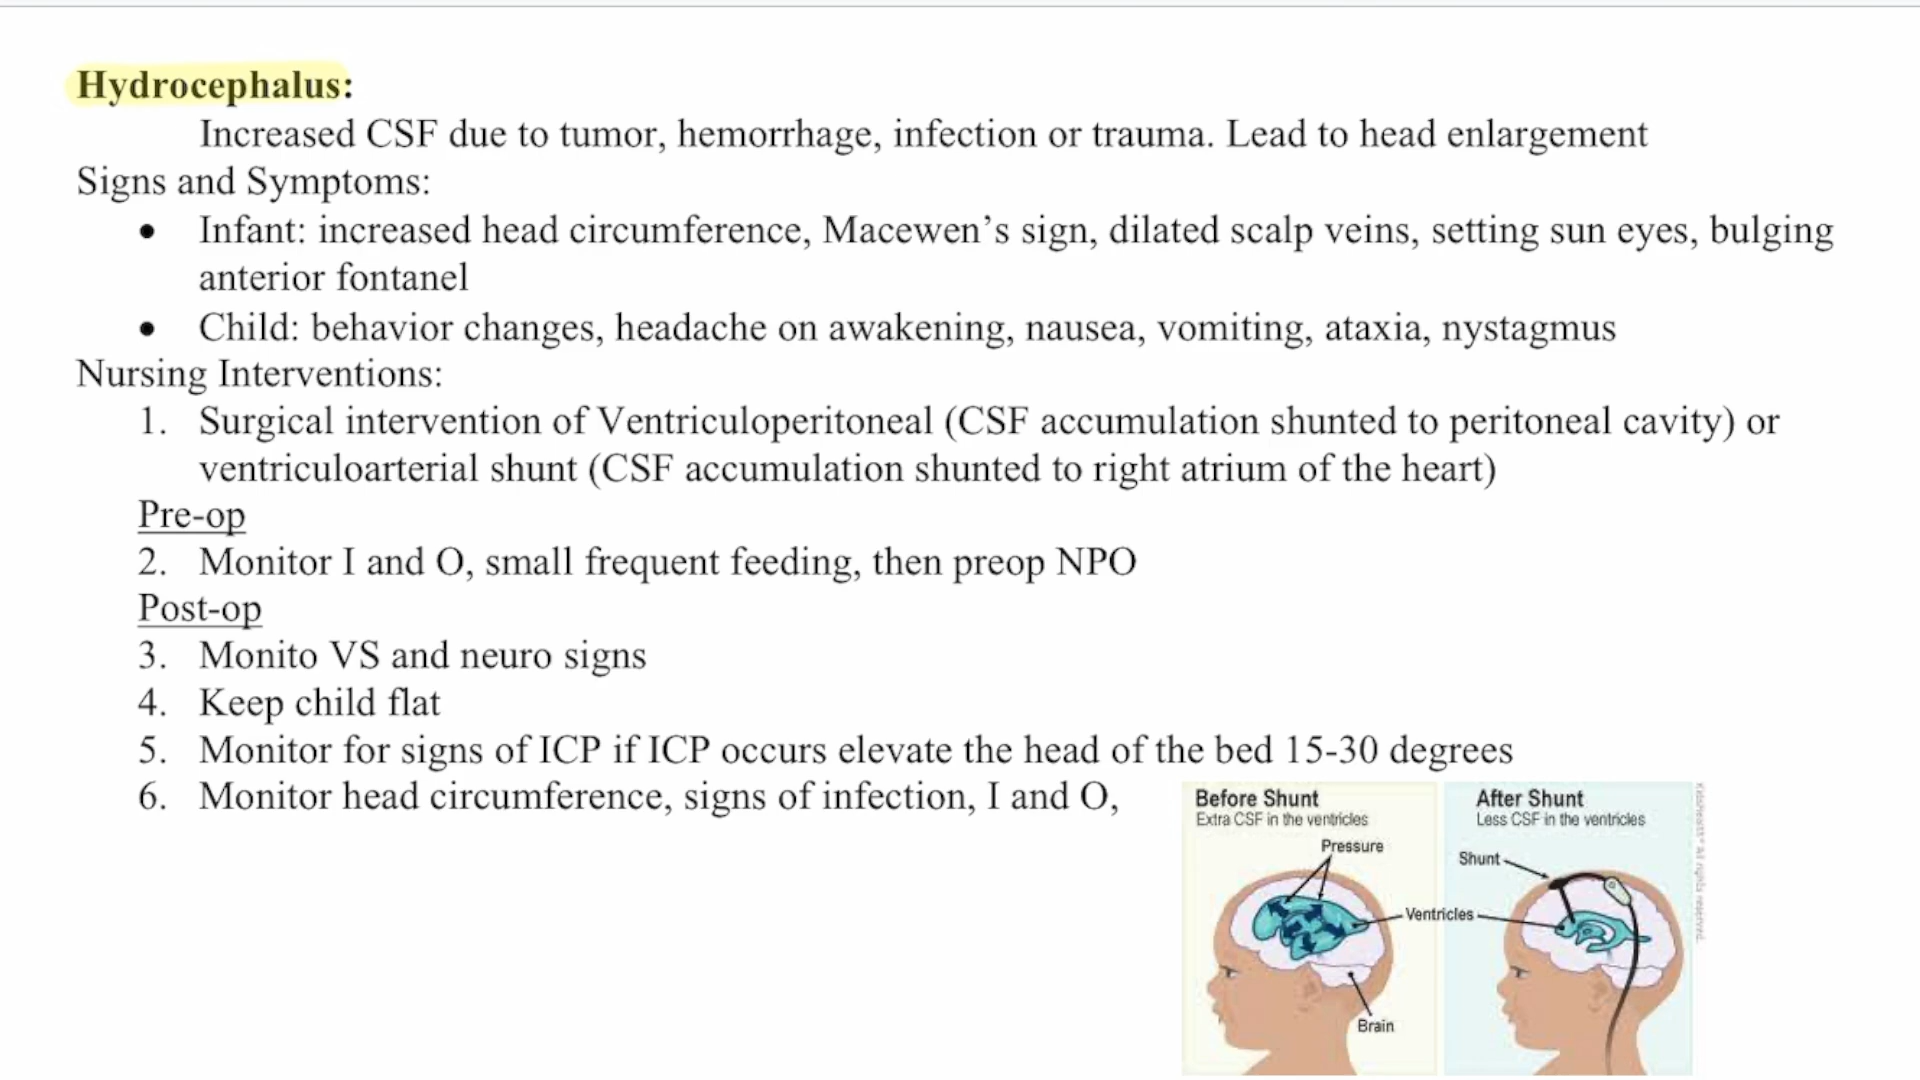 Hydrocephalus:
Increased CSF due to tumor, hemorrhage, infection or trauma. Lead to head enlargement
Signs and Symptoms:
• Infant: increased head circumference, Macewen’s sign, dilated scalp veins, setting sun eyes, bulging
anterior fontanel
• Child: behavior changes, headache on awakening, nausea, vomiting, ataxia, nystagmus
Nursing Interventions:
1. Surgical intervention of Ventriculoperitoneal (CSF accumulation shunted to peritoneal cavity) or
ventriculoarterial shunt (CSF accumulation shunted to right atrium of the heart)
Pre-op
2. Monitor I and O, small frequent feeding, then preop NPO
Post-op
3. Monito VS and neuro signs
4. Keep child flat
5. Monitor for signs of ICP if ICP occurs elevate the head of the bed 15-30 degrees
6. Monitor head circumference, signs of infection, I and O,
Before Shunt
Extra CSF in the ventricles
Pressure
Ventricles
Brain
After Shunt
Less CSF in the ventricles
Shunt
KidsHealth® All rights reserved.